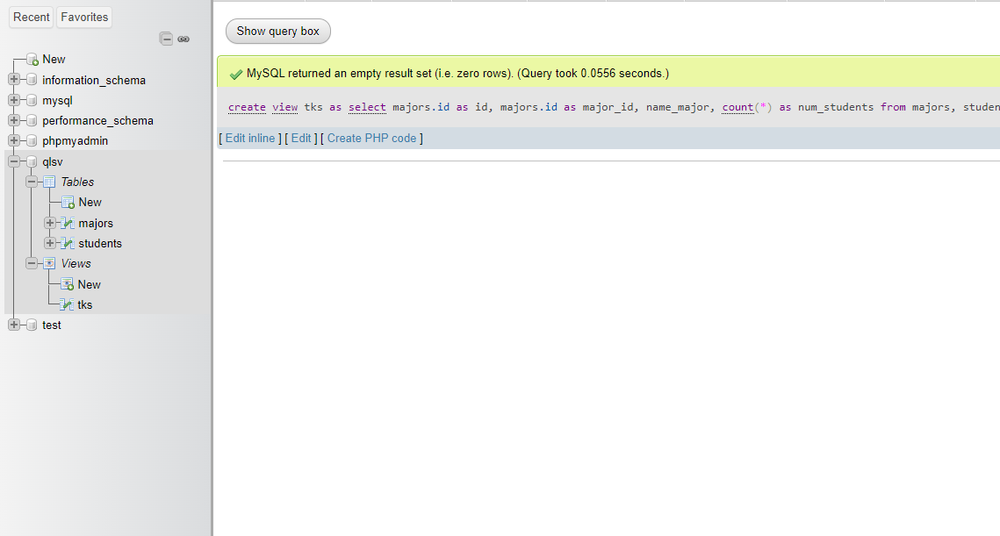 Recent Favorites
New
information_schema
mysql
performance_schema
phpmyadmin
qlsv
Tables
New
majors
students
Views
New
tks
test
Show query box
MySQL returned an empty result set (i.e. zero rows). (Query took 0.0556 seconds.)
create view tks as select majors.id as id, majors.id as major_id, name_major, count(*) as num_students from majors, studen
[ Edit inline ] [ Edit ] [ Create PHP code ]